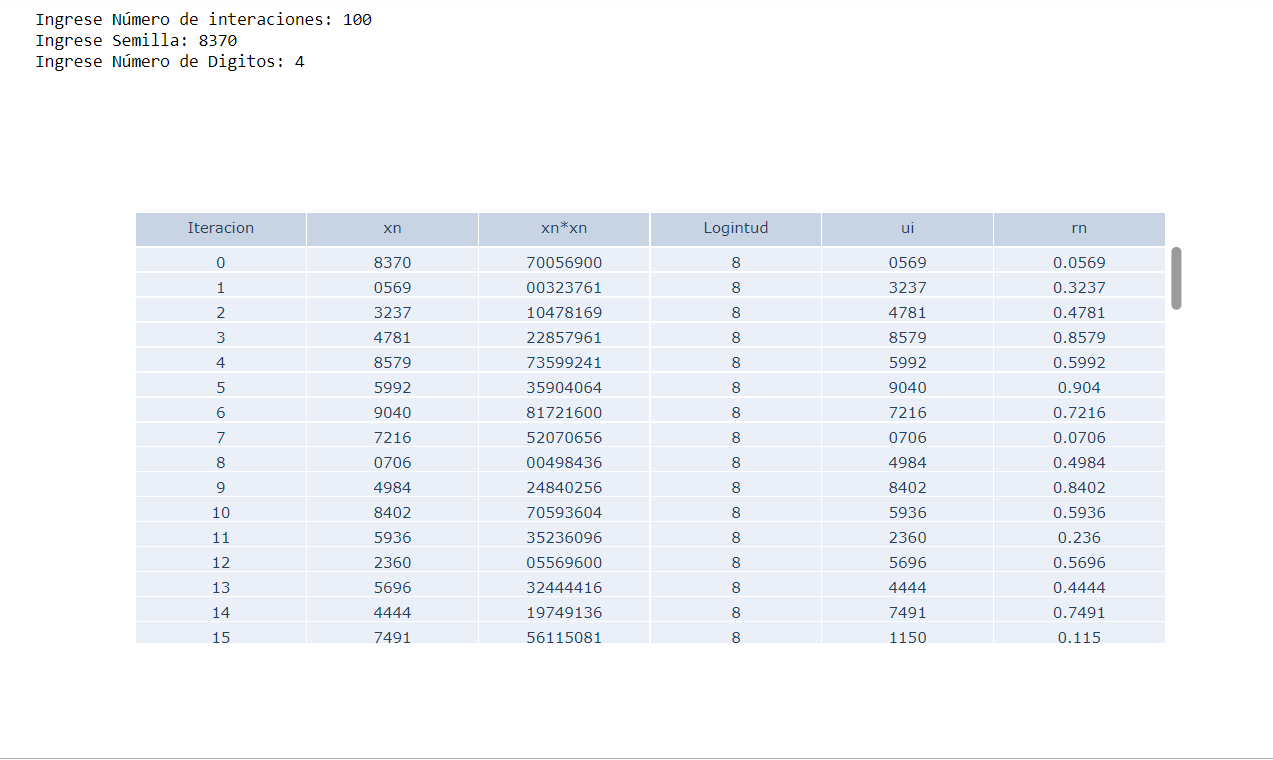 Ingrese Número de interaciones: 100
Ingrese Semilla: 8370
Ingrese Número de Digitos: 4
Iteracion xn xn*xn Logintud ui rn
0 8370 70056900 8 0569 0.0569
1 0569 00323761 8 3237 0.3237
2 3237 10478169 8 4781 0.4781
3 4781 22857961 8 8579 0.8579
4 8579 73599241 8 5992 0.5992
5 5992 35904064 8 9040 0.904
6 9040 81721600 8 7216 0.7216
7 7216 52070656 8 0706 0.0706
8 0706 00498436 8 4984 0.4984
9 4984 24840256 8 8402 0.8402
10 8402 70593604 8 5936 0.5936
11 5936 35236096 8 2360 0.236
12 2360 05569600 8 5696 0.5696
13 5696 32444416 8 4444 0.4444
14 4444 19749136 8 7491 0.7491
15 7491 56115081 8 1150 0.115